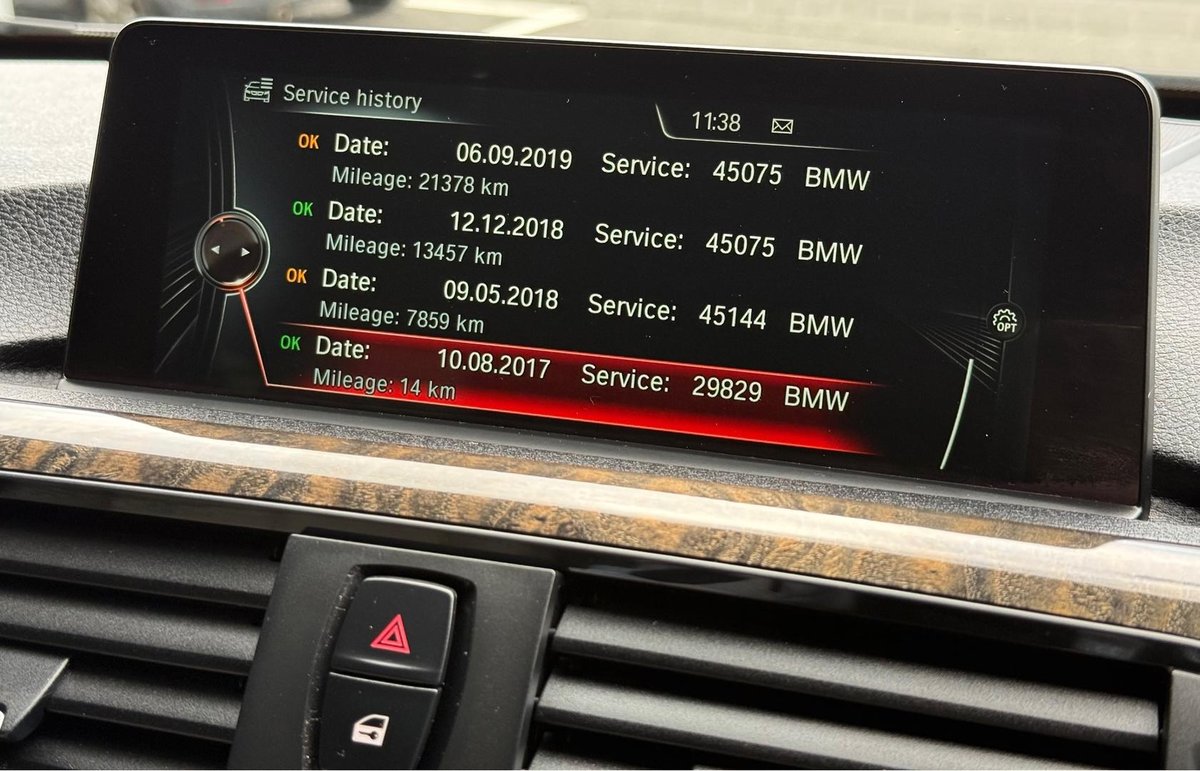 Service history
11:38
OK Date: 06.09.2019 Service: 45075 BMW
Mileage: 21378 km
OK Date: 12.12.2018 Service: 45075 BMW
Mileage: 13457 km
OK Date: 09.05.2018 Service: 45144 BMW
Mileage: 7859 km
OK Date: 10.08.2017 Service: 29829 BMW
Mileage: 14 km
OPT